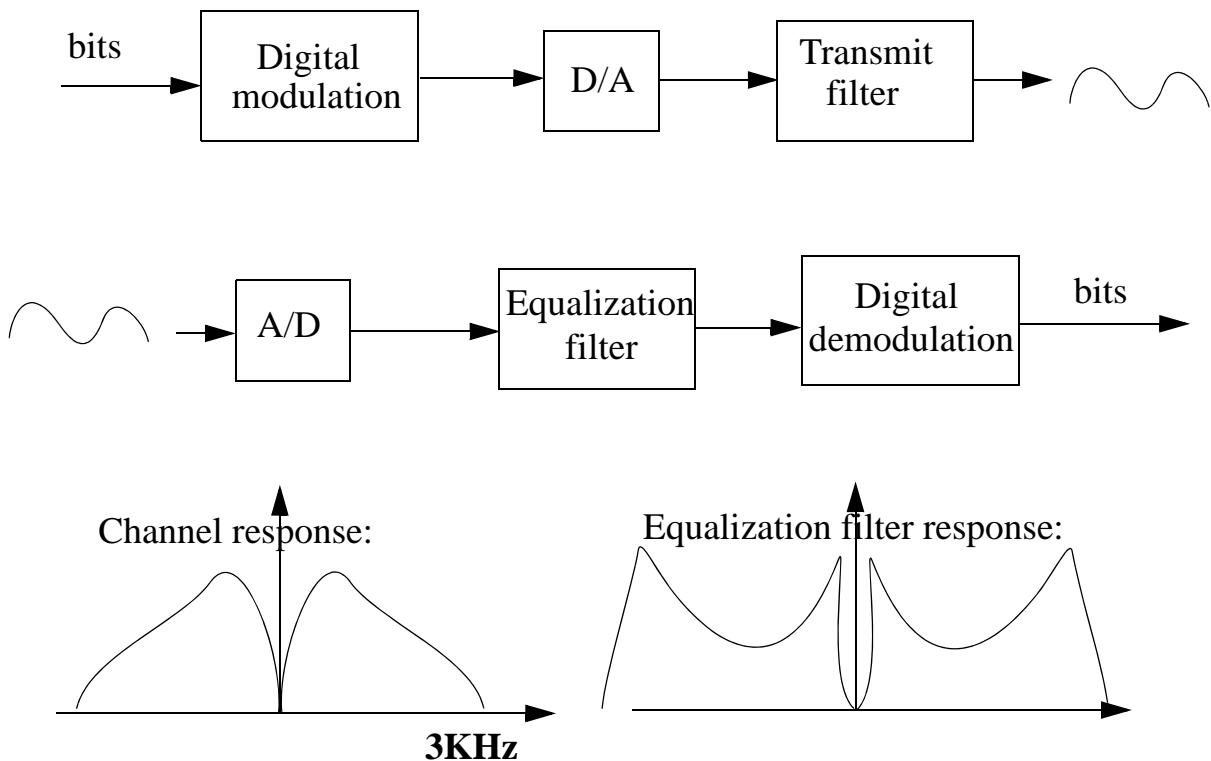 bits
Digital
modulation
D/A
Transmit
filter
A/D
Equalization
filter
Digital
demodulation
bits
Channel response:
Equalization filter response:
3KHz